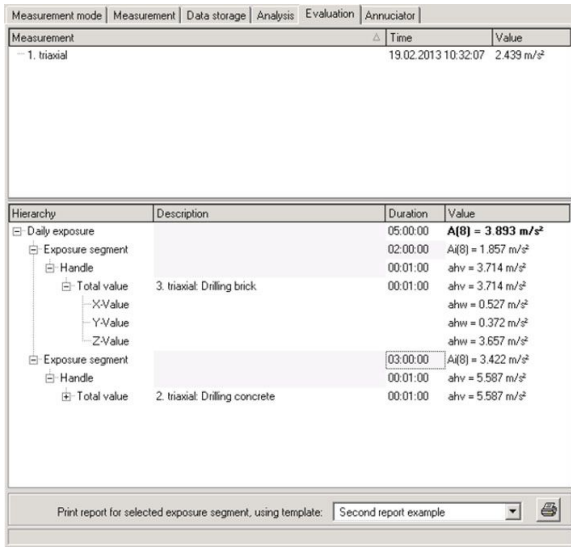 Measurement mode Measurement Data storage Analysis Evaluation Annuciator
Measurement Time Value
1. triaxial 19.02.2013 10:32:07 2.439 m/s²
Hierarchy Description Duration Value
Daily exposure 05:00:00 A(8) = 3.893 m/s²
Exposure segment 02:00:00 Ai(8) = 1.857 m/s²
Handle 00:01:00 ahv = 3.714 m/s²
Total value 3. triaxial: Drilling brick 00:01:00 ahv = 3.714 m/s²
X-Value ahw = 0.527 m/s²
Y-Value ahw = 0.372 m/s²
Z-Value ahw = 3.657 m/s²
Exposure segment 03:00:00 Ai(8) = 3.422 m/s²
Handle 00:01:00 ahv = 5.587 m/s²
Total value 2. triaxial: Drilling concrete 00:01:00 ahv = 5.587 m/s²
Print report for selected exposure segment, using template: Second report example